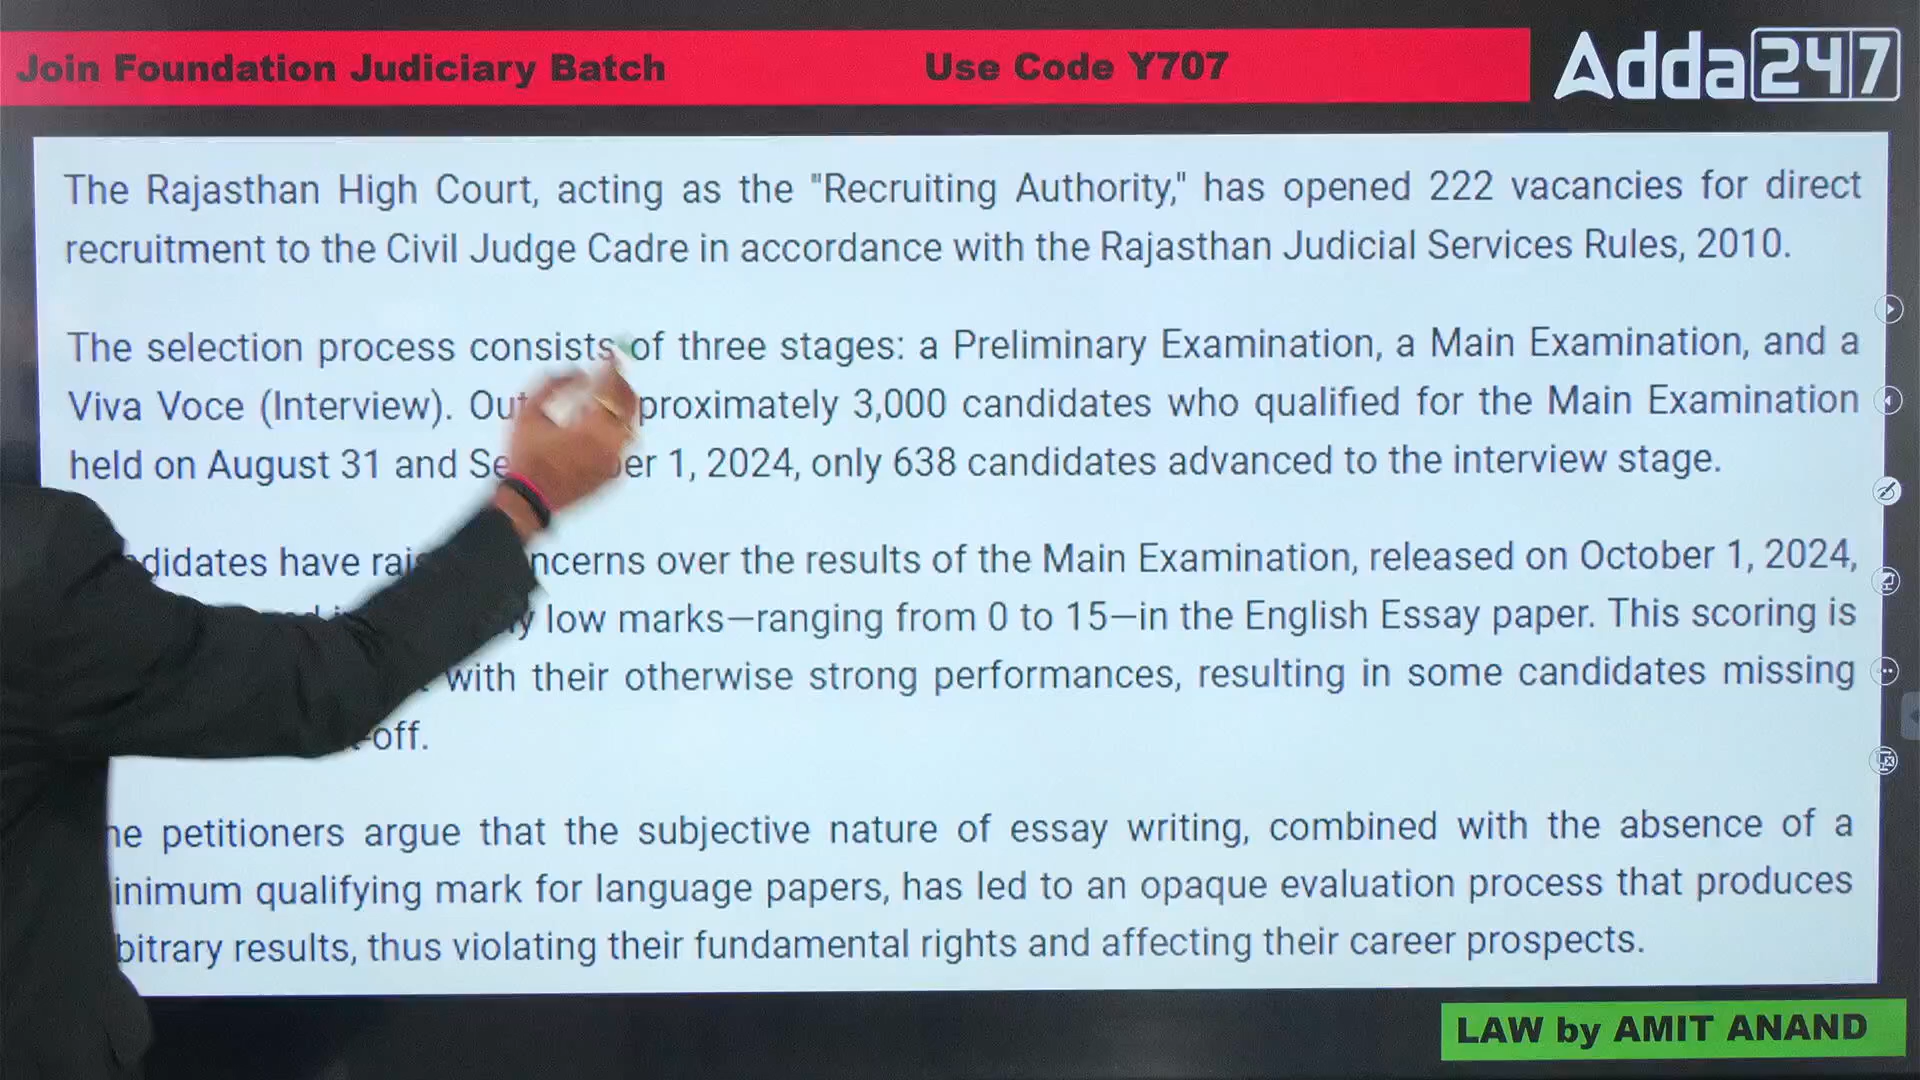 Join Foundation Judiciary Batch Use Code Y707
Adda247
The Rajasthan High Court, acting as the "Recruiting Authority," has opened 222 vacancies for direct
recruitment to the Civil Judge Cadre in accordance with the Rajasthan Judicial Services Rules, 2010.
The selection process consists of three stages: a Preliminary Examination, a Main Examination, and a
Viva Voce (Interview). Out proximately 3,000 candidates who qualified for the Main Examination
held on August 31 and Se er 1, 2024, only 638 candidates advanced to the interview stage.
didates have rais ncerns over the results of the Main Examination, released on October 1, 2024,
y low marks—ranging from 0 to 15—in the English Essay paper. This scoring is
with their otherwise strong performances, resulting in some candidates missing
-off.
he petitioners argue that the subjective nature of essay writing, combined with the absence of a
inimum qualifying mark for language papers, has led to an opaque evaluation process that produces
bitrary results, thus violating their fundamental rights and affecting their career prospects.
LAW by AMIT ANAND